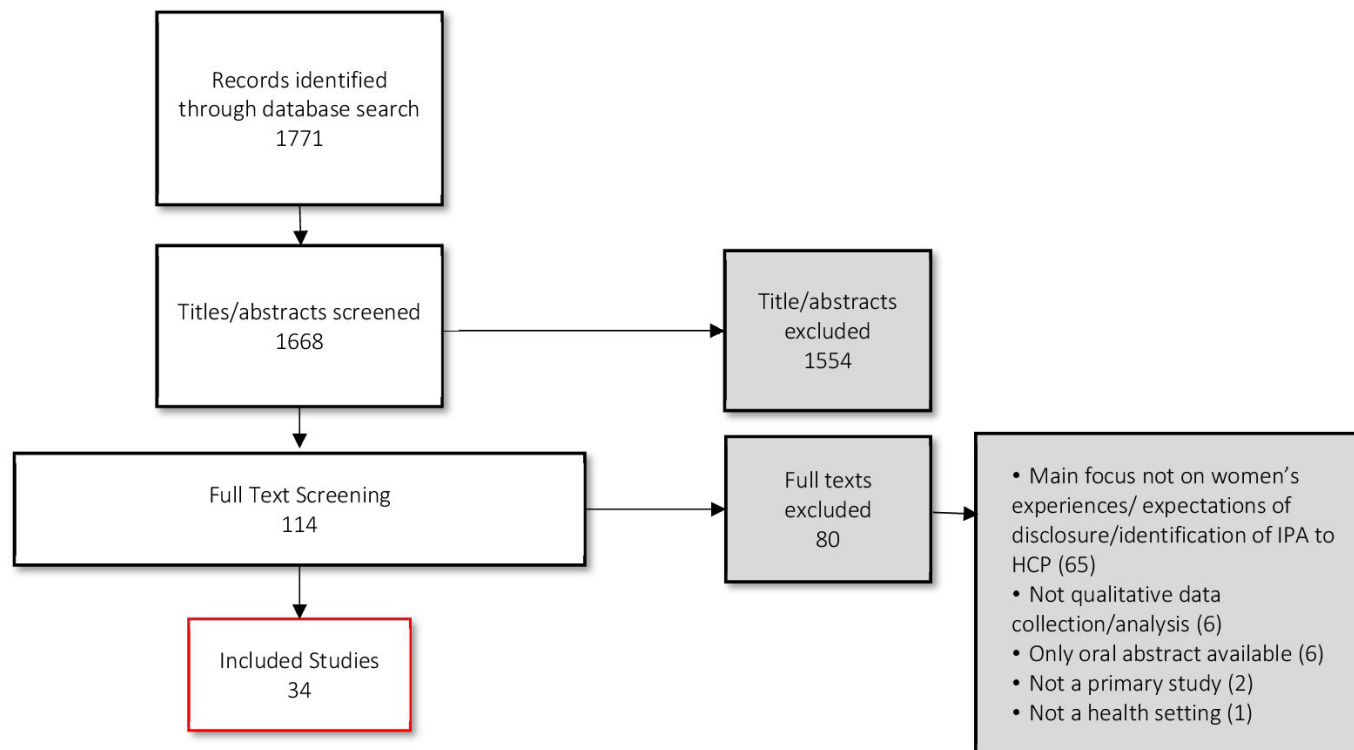 Records identified
through database search
1771
Titles/abstracts screened
1668
Title/abstracts
excluded
1554
Full Text Screening
114
Full texts
excluded
80
• Main focus not on women’s
experiences/ expectations of
disclosure/identification of IPA to
HCP (65)
• Not qualitative data
collection/analysis (6)
• Only oral abstract available (6)
• Not a primary study (2)
• Not a health setting (1)
Included Studies
34